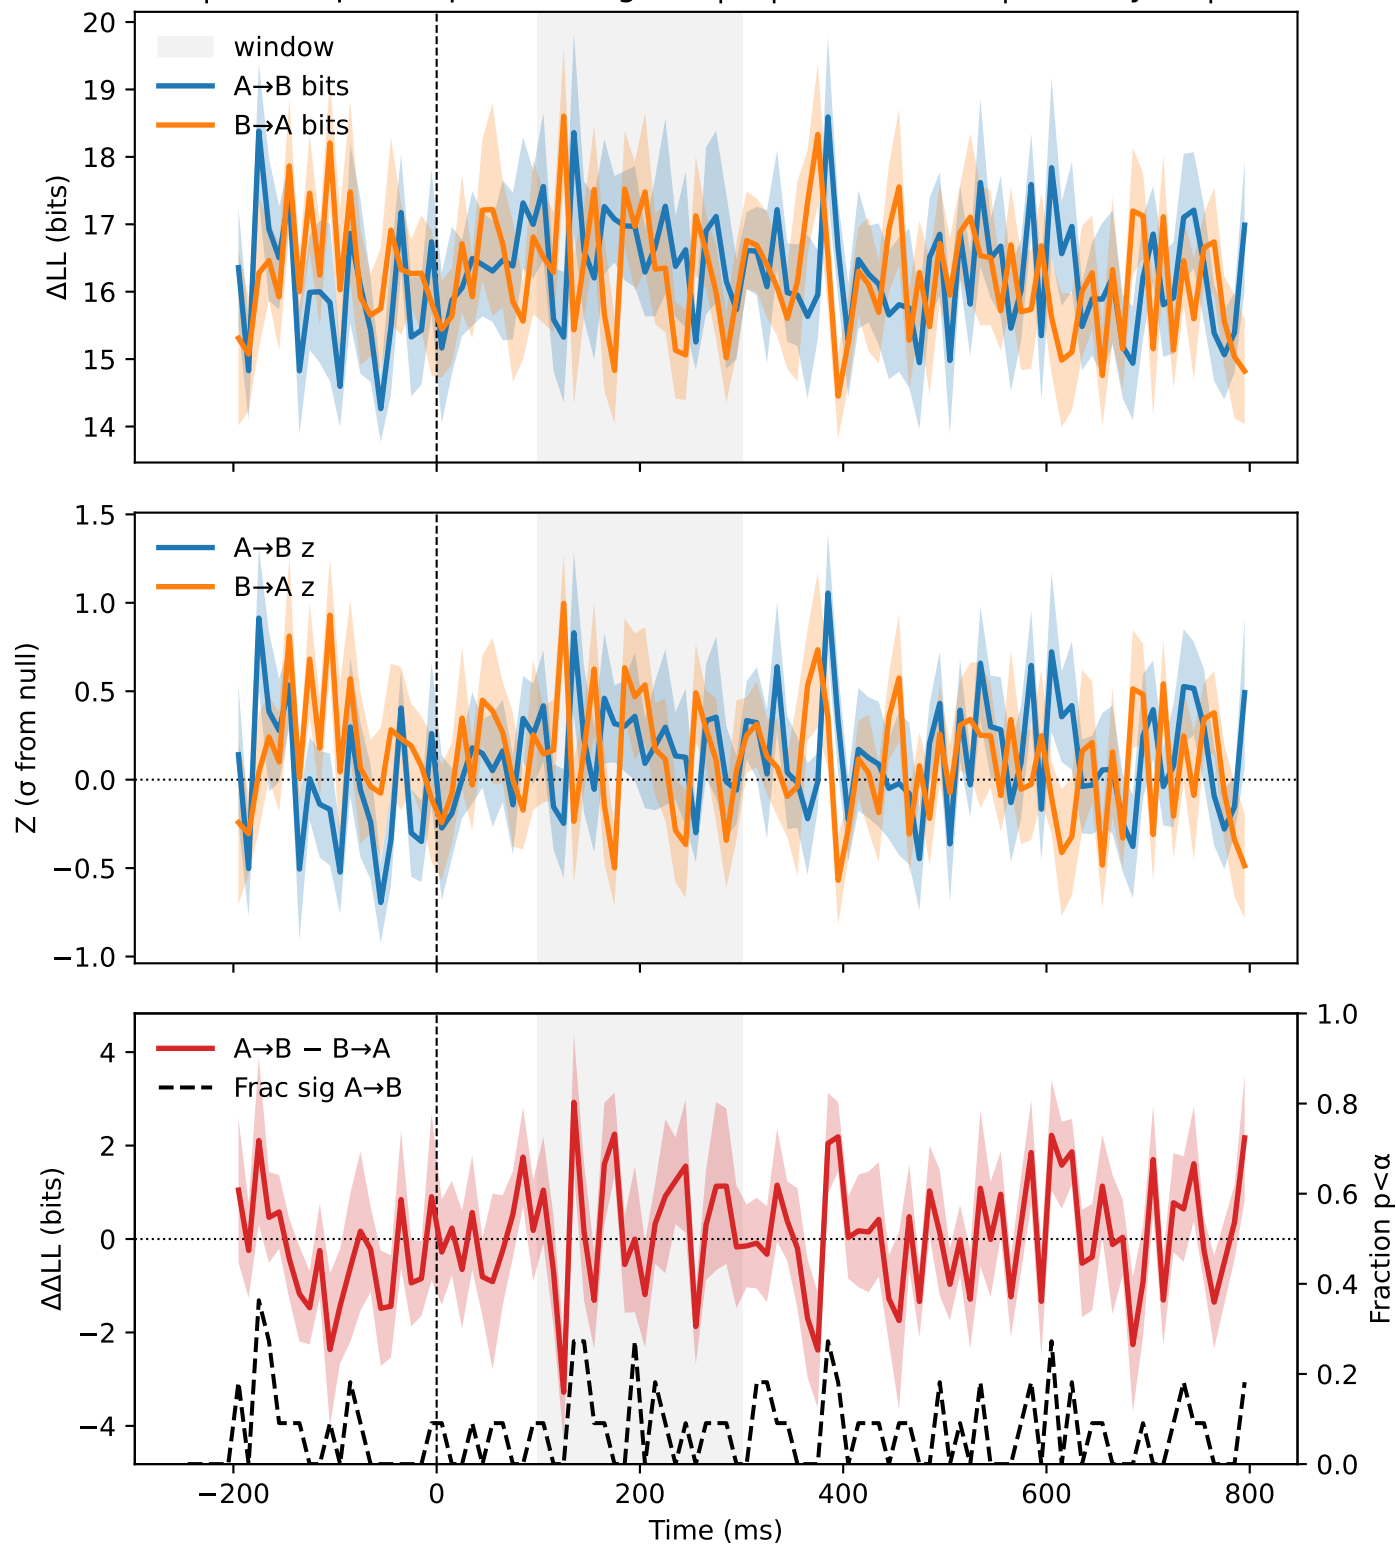 20
19
18
17
16
15
14
ΔLL (bits)
window
A→B bits
B→A bits
1.5
1.0
0.5
0.0
−0.5
−1.0
Z (σ from null)
A→B z
B→A z
4
2
0
−2
−4
ΔΔLL (bits)
A→B − B→A
Frac sig A→B
1.0
0.8
0.6
0.4
0.2
0.0
Fraction p<α
−200 0 200 400 600 800
Time (ms)